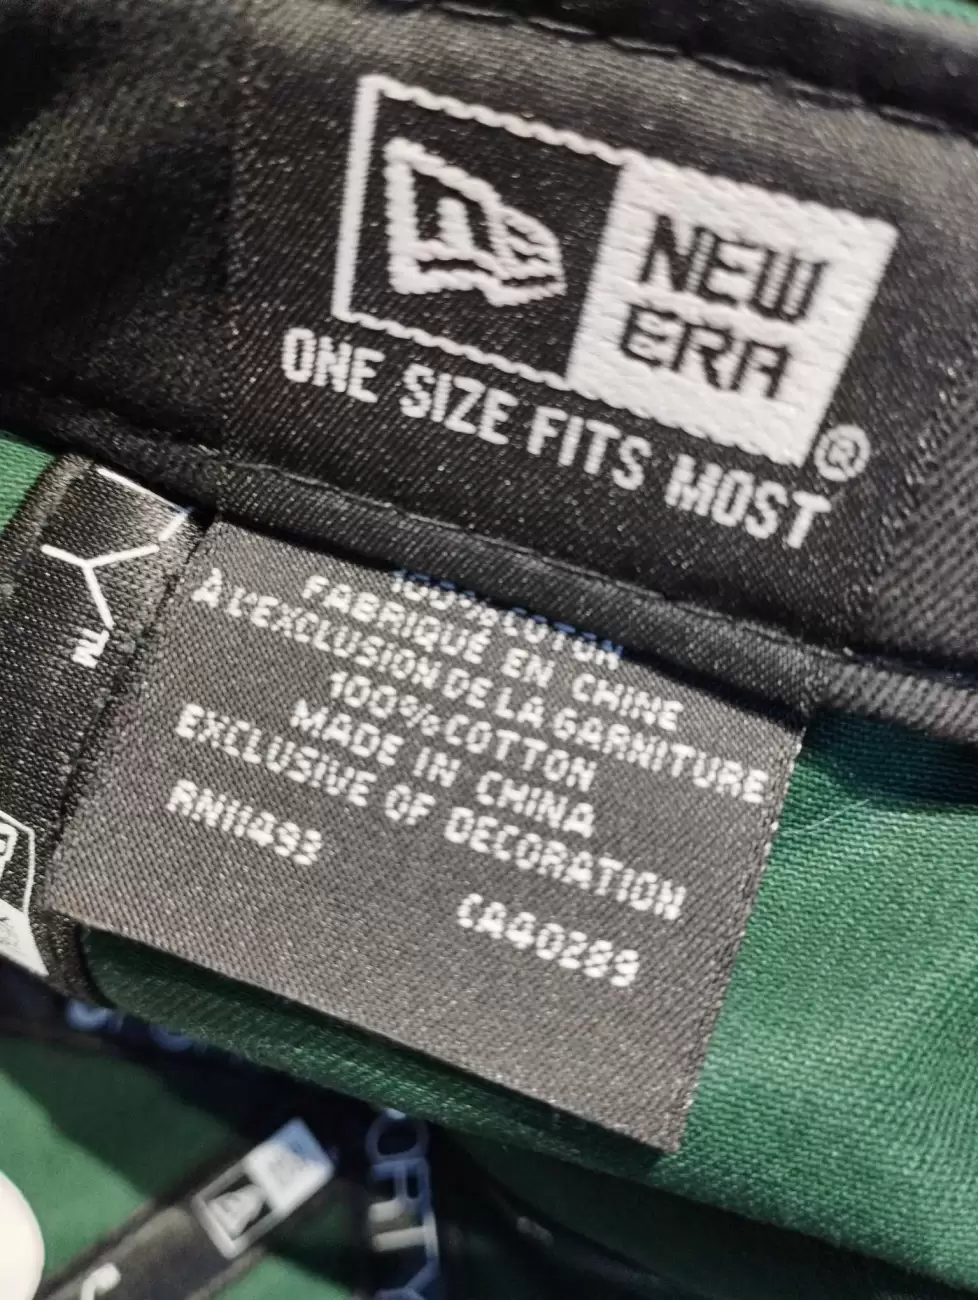 NEW
ERA
®
ONE SIZE FITS MOST
100% COTON
FABRIQUÉ EN CHINE
À L'EXCLUSION DE LA GARNITURE
100% COTTON
MADE IN CHINA
EXCLUSIVE OF DECORATION
RN11493
CA40289